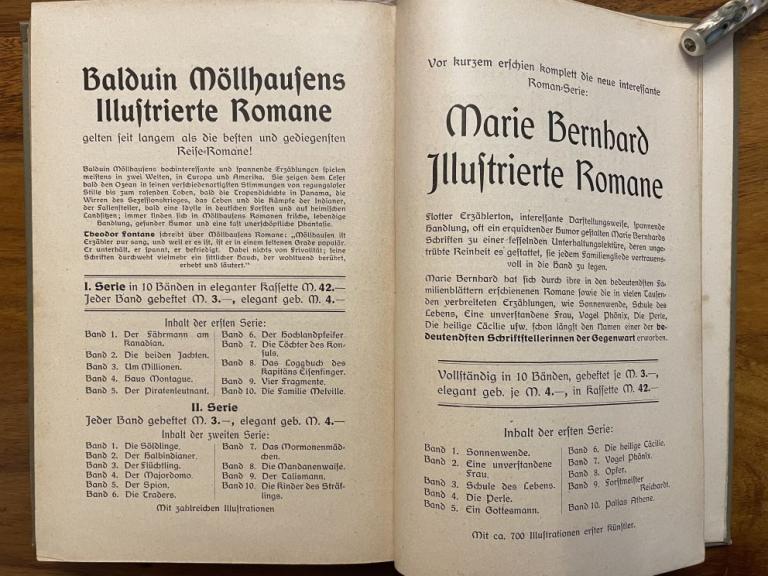 Balduin Möllhauſens
Illuſtrierte Romane
gelten ſeit langem als die beſten und gediegenſten
Reiſe-Romane!
Balduin Möllhauſens hochintereſſante und ſpannende Erzählungen ſpielen
meiſtens in zwei Welten, in Europa und Amerika. Sie zeigen dem Leſer
bald den Ozean in ſeinen verſchiedenartigſten Stimmungen von regungsloſer
Stille bis zum raſenden Toben, bald die Tropendickichte in Panama, die
Wirren des Sezeſſionskrieges, das Leben und die Kämpfe der Indianer,
der Fallenſteller, bald eine Idylle in deutſchen Forſten und auf heimiſchen
Landſitzen; immer finden ſich in Möllhauſens Romanen friſche, lebendige
Handlung, geſunder Humor und eine faſt unerſchöpfliche Phantaſie.
Theodor Fontane ſchreibt über Möllhauſens Romane: „Möllhauſen iſt
Erzähler pur sang, und weil er es iſt, iſt er in einem ſeltenen Grade populär.
Er unterhält, er ſpannt, er befriedigt. Dabei nichts von Frivolität; ſeine
Schriften durchweht vielmehr ein ſittlicher Hauch, der wohltuend berührt,
erhebt und läutert.“
I. Serie in 10 Bänden in eleganter Kaſſette M. 42.—
Jeder Band geheftet M. 3.—, elegant geb. M. 4.—
Inhalt der erſten Serie:
Band 1. Der Fährmann am
Kanadian.
Band 2. Die beiden Jachten.
Band 3. Um Millionen.
Band 4. Haus Montague.
Band 5. Der Piratenleutnant.
Band 6. Der Hochlandpfeifer.
Band 7. Die Töchter des Kon-
ſuls.
Band 8. Das Loggbuch des
Kapitäns Eiſenfinger.
Band 9. Vier Fragmente.
Band 10. Die Familie Melville.
II. Serie
Jeder Band geheftet M. 3.—, elegant geb. M. 4.—
Inhalt der zweiten Serie:
Band 1. Die Söldlinge.
Band 2. Der Halbindianer.
Band 3. Der Flüchtling.
Band 4. Der Majordomo.
Band 5. Der Spion.
Band 6. Die Traders.
Band 7. Das Mormonenmäd-
chen.
Band 8. Die Mandanenwaiſe.
Band 9. Der Talisman.
Band 10. Die Kinder des Sträf-
lings.
Mit zahlreichen Illuſtrationen
Vor kurzem erſchien komplett die neue intereſſante
Roman-Serie:
Marie Bernhard
Illuſtrierte Romane
Flotter Erzählerton, intereſſante Darſtellungsweiſe, ſpannende
Handlung, oft ein erquickender Humor geſtalten Marie Bernhards
Schriften zu einer feſſelnden Unterhaltungslektüre, deren unge-
trübte Reinheit es geſtattet, ſie jedem Familiengliede vertrauens-
voll in die Hand zu legen.
Marie Bernhard hat ſich durch ihre in den bedeutendſten Fa-
milienblättern erſchienenen Romane ſowie die in vielen Tauſen-
den verbreiteten Erzählungen, wie Sonnenwende, Schule des
Lebens, Eine unverſtandene Frau, Vogel Phönix, Die Perle,
Die heilige Cäcilie uſw. ſchon längſt den Namen einer der be-
deutendſten Schriftſtellerinnen der Gegenwart erworben.
Vollſtändig in 10 Bänden, geheftet je M. 3.—,
elegant geb. je M. 4.—, in Kaſſette M. 42.—
Inhalt der erſten Serie:
Band 1. Sonnenwende.
Band 2. Eine unverſtandene
Frau.
Band 3. Schule des Lebens.
Band 4. Die Perle.
Band 5. Ein Gottesmann.
Band 6. Die heilige Cäcilie.
Band 7. Vogel Phönix.
Band 8. Opfer.
Band 9. Forſtmeiſter
Reichardt.
Band 10. Pallas Athene.
Mit ca. 700 Illuſtrationen erſter Künſtler.